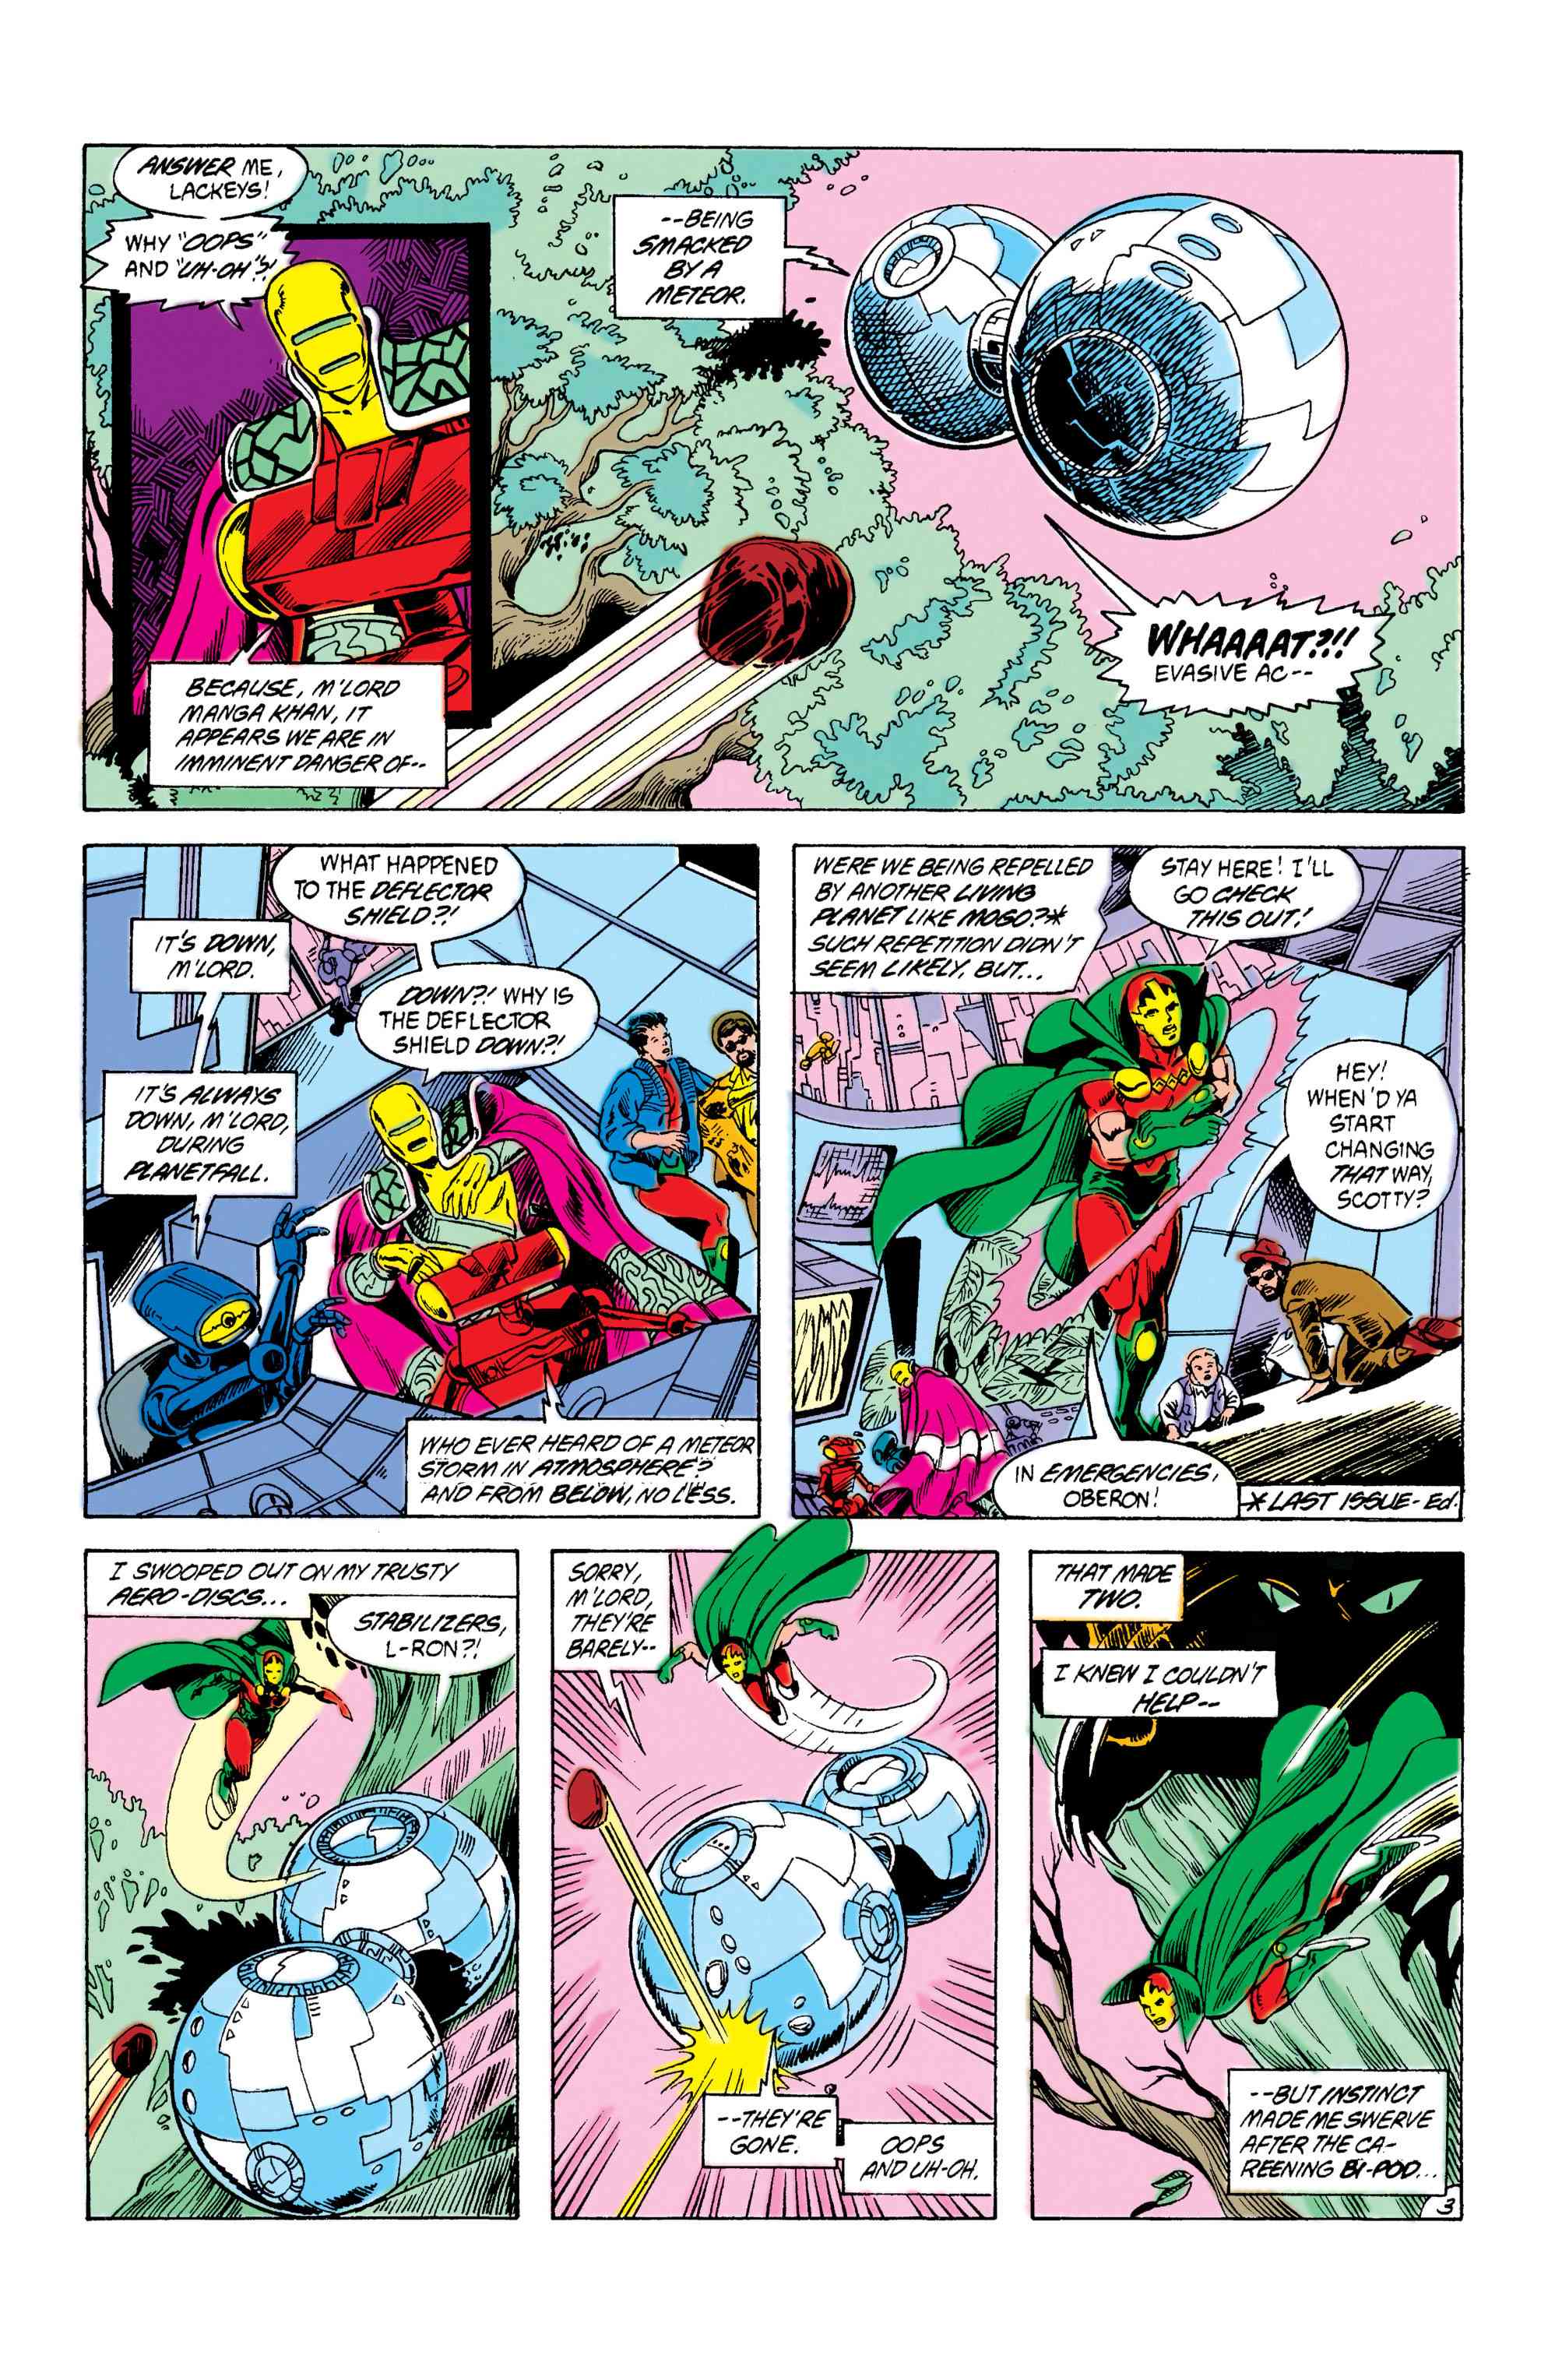 ANSWER ME,
LACKEYS!
WHY "OOPS"
AND "UH-OH"?!
BECAUSE, M'LORD
MANGA KHAN, IT
APPEARS WE ARE IN
IMMINENT DANGER OF--
--BEING
SMACKED
BY A
METEOR.
WHAAAAT?!!
EVASIVE AC--
WHAT HAPPENED
TO THE DEFLECTOR
SHIELD?!
IT'S DOWN,
M'LORD.
DOWN?! WHY IS
THE DEFLECTOR
SHIELD DOWN?!
IT'S ALWAYS
DOWN, M'LORD,
DURING
PLANETFALL.
WHO EVER HEARD OF A METEOR
STORM IN ATMOSPHERE?
AND FROM BELOW, NO LESS.
WERE WE BEING REPELLED
BY ANOTHER LIVING
PLANET LIKE MOGO?*
SUCH REPETITION DIDN'T
SEEM LIKELY, BUT...
STAY HERE! I'LL
GO CHECK
THIS OUT!
HEY!
WHEN'D YA
START
CHANGING
THAT WAY,
SCOTTY?
IN EMERGENCIES,
OBERON!
* LAST ISSUE - Ed.
I SWOOPED OUT ON MY TRUSTY
AERO-DISCS...
STABILIZERS,
L-RON?!
SORRY,
M'LORD,
THEY'RE
BARELY--
--THEY'RE
GONE.
OOPS
AND UH-OH.
THAT MADE
TWO.
I KNEW I COULDN'T
HELP--
--BUT INSTINCT
MADE ME SWERVE
AFTER THE CA-
REENING BI-POD...
3